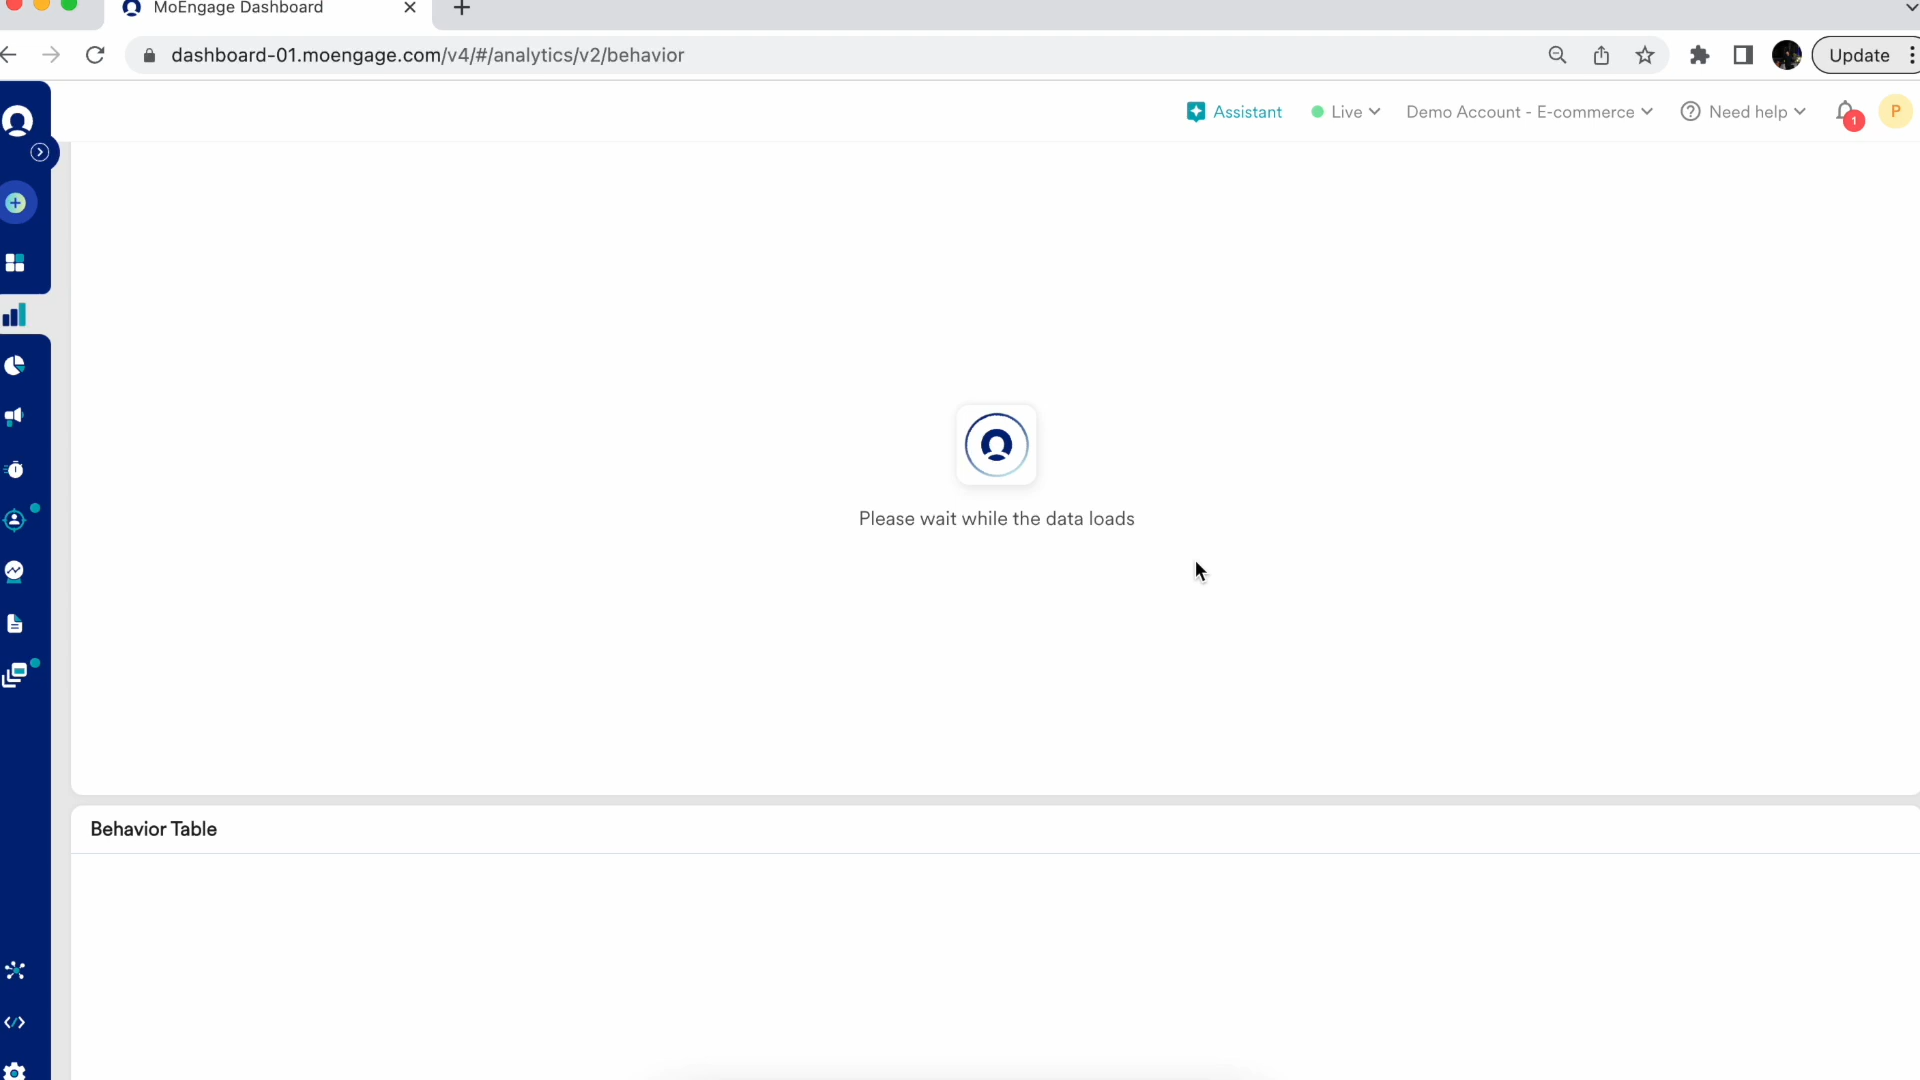 MoEngage Dashboard
dashboard-01.moengage.com/v4/#/analytics/v2/behavior
Update
Assistant
Live
Demo Account - E-commerce
Need help
1
P
Please wait while the data loads
Behavior Table